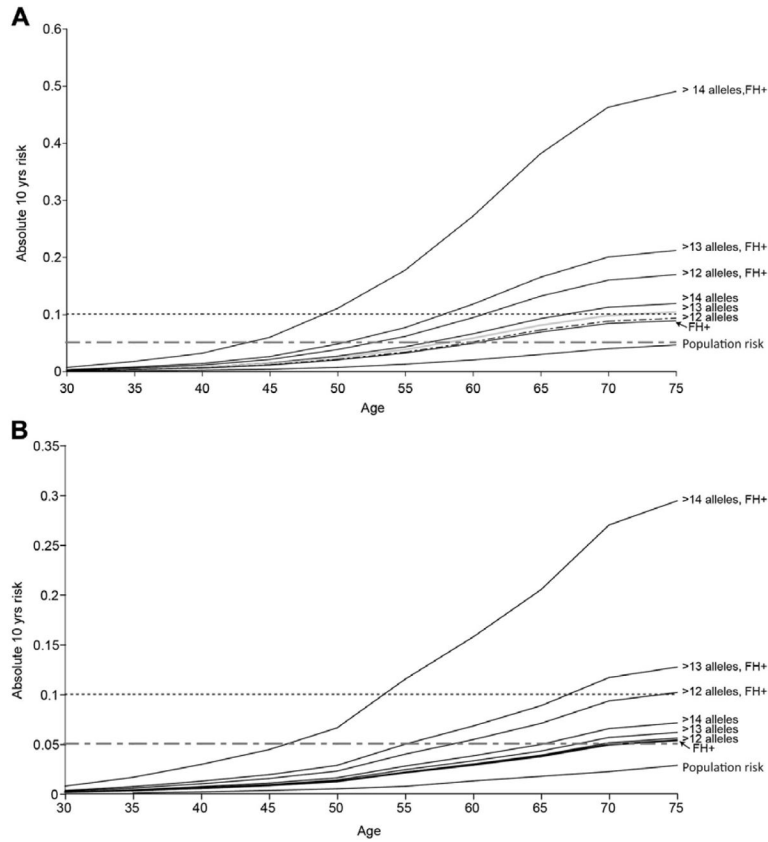 A
Absolute 10 yrs risk
0.6
0.5
0.4
0.3
0.2
0.1
0
> 14 alleles,FH+
>13 alleles, FH+
>12 alleles, FH+
>14 alleles
>13 alleles
>12 alleles
FH+
Population risk
30 35 40 45 50 55 60 65 70 75
Age
B
Absolute 10 yrs risk
0.35
0.3
0.25
0.2
0.15
0.1
0.05
0
>14 alleles, FH+
>13 alleles, FH+
>12 alleles, FH+
>14 alleles
>13 alleles
>12 alleles
FH+
Population risk
30 35 40 45 50 55 60 65 70 75
Age